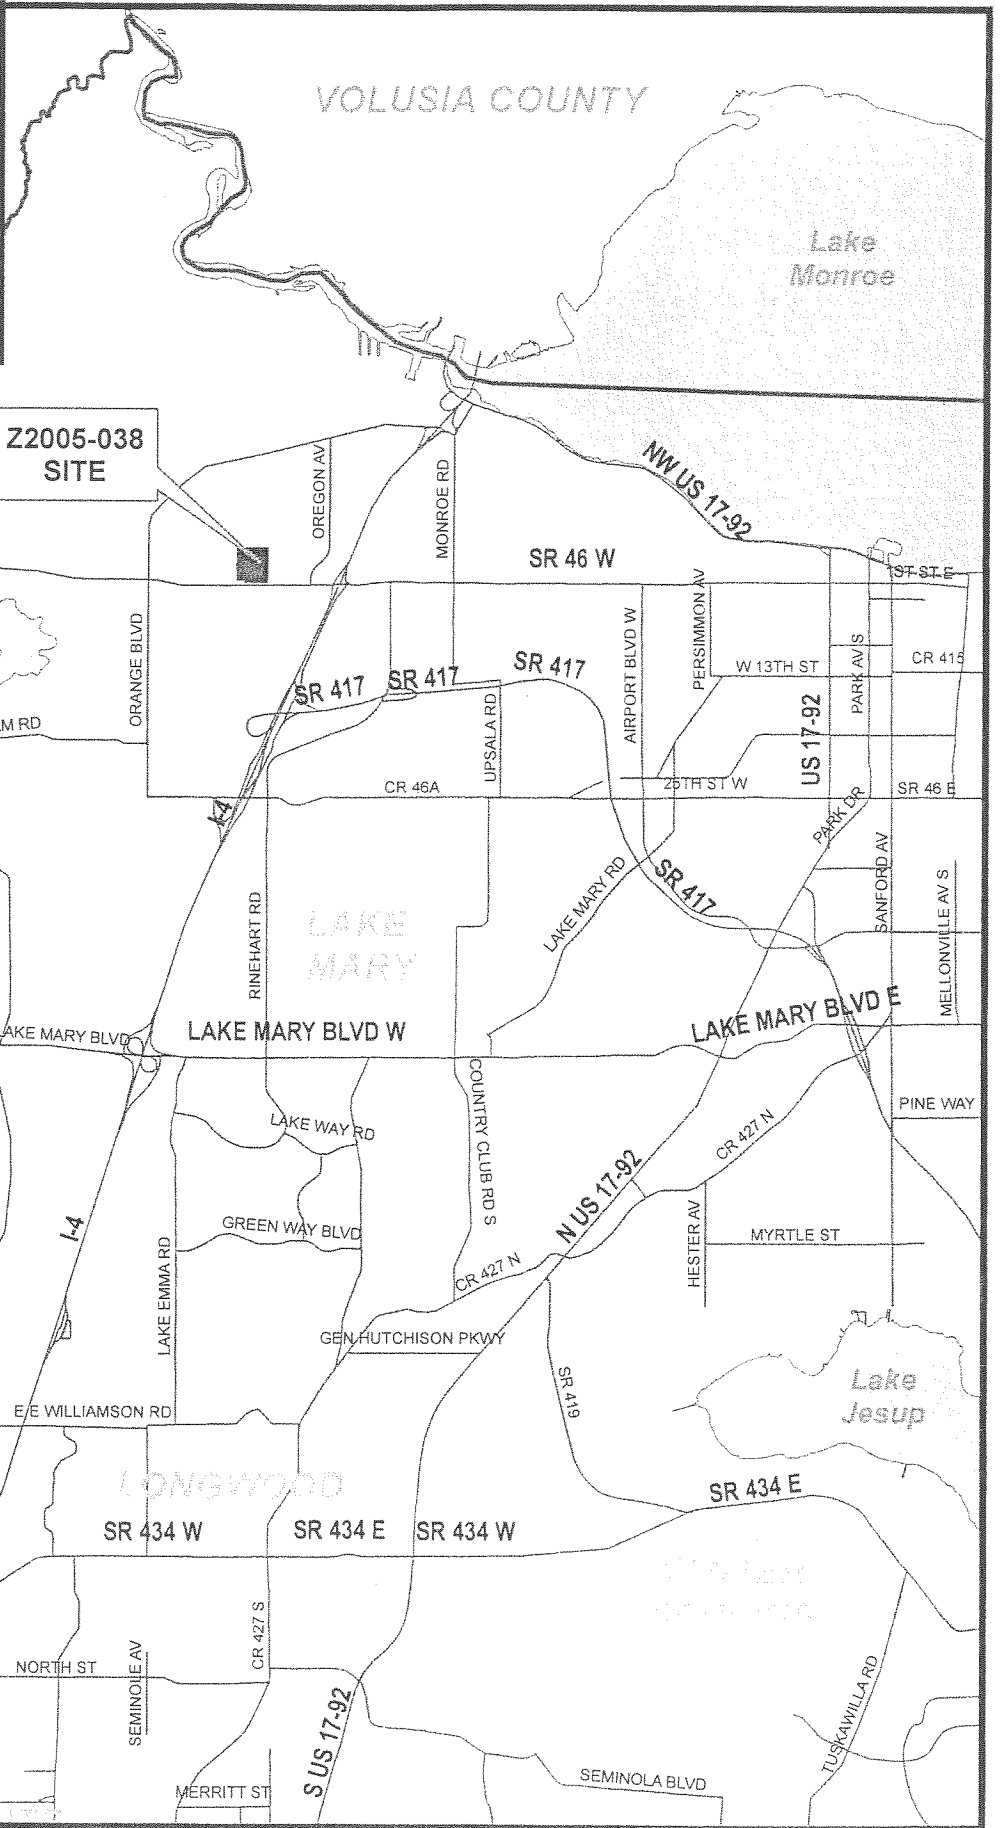 VOLUSIA COUNTY
Lake
Monroe
Z2005-038
SITE
OREGON AV
MONROE RD
NW US 17-92
SR 46 W
ST ST E
ORANGE BLVD
AIRPORT BLVD W
PERSIMMON AV
W 13TH ST
PARK AV S
CR 415
SR 417
SR 417
SR 417
M RD
UPSALA RD
US 17-92
CR 46A
25TH ST W
SR 46 E
I-4
PARK DR
RINEHART RD
LAKE
MARY
LAKE MARY RD
SR 417
SANFORD AV
MELLONVILLE AV S
AKE MARY BLVD
LAKE MARY BLVD W
LAKE MARY BLVD E
COUNTRY CLUB RD S
LAKE WAY RD
CR 427 N
PINE WAY
I-4
GREEN WAY BLVD
N US 17-92
HESTER AV
MYRTLE ST
LAKE EMMA RD
CR 427 N
GEN HUTCHISON PKWY
SR 419
Lake
Jesup
E E WILLIAMSON RD
LONGWOOD
SR 434 E
SR 434 W
SR 434 E
SR 434 W
CR 427 S
NORTH ST
SEMINOLE AV
S US 17-92
TUSKAWILLA RD
SEMINOLA BLVD
MERRITT ST